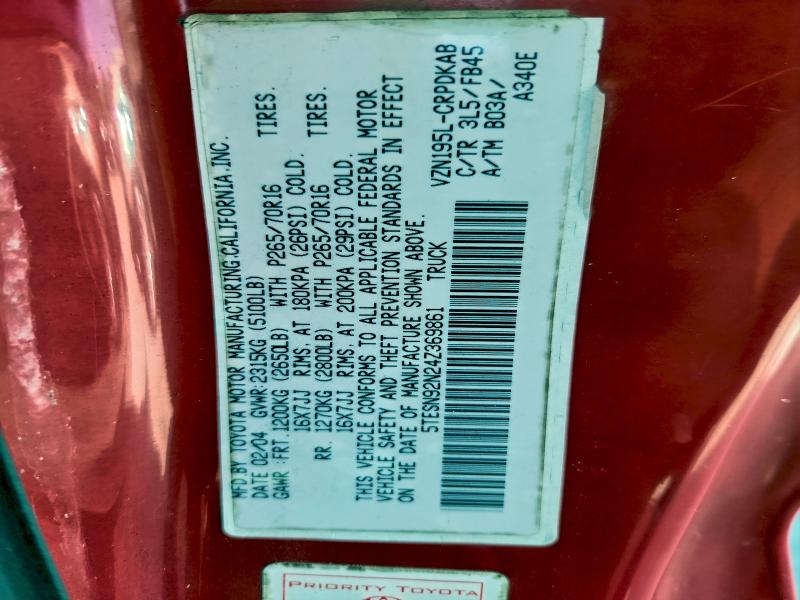 MFD BY TOYOTA MOTOR MANUFACTURING.CALIFORNIA.INC.
DATE 02/04 GVWR:2315KG (5100LB)
GAWR :FRT.1200KG (2650LB) WITH P265/70R16 TIRES.
16X7JJ RIMS, AT 180KPA (26PSI) COLD.
RR. 1270KG (2800LB) WITH P265/70R16 TIRES.
16X7JJ RIMS, AT 200KPA (29PSI) COLD.
THIS VEHICLE CONFORMS TO ALL APPLICABLE FEDERAL MOTOR
VEHICLE SAFETY AND THEFT PREVENTION STANDARDS IN EFFECT
ON THE DATE OF MANUFACTURE SHOWN ABOVE.
5TESN92N24Z369861 TRUCK
VZN195L-CRPDKAB
C/TR 3L5/FB45
A/TM B03A/
A340E
PRIORITY TOYOTA